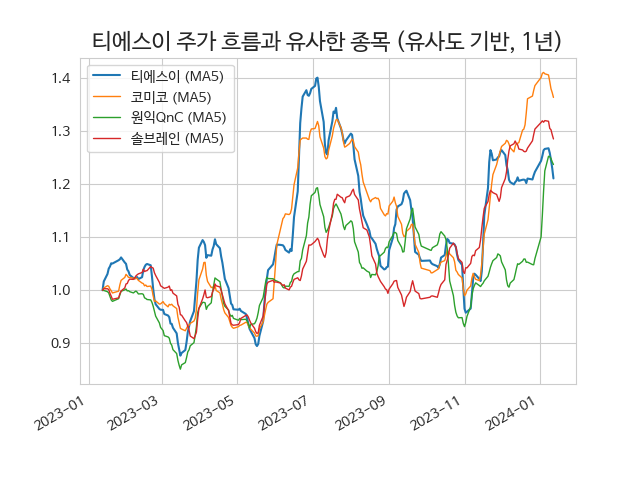 티에스이 주가 흐름과 유사한 종목 (유사도 기반, 1년)
티에스이 (MA5)
코미코 (MA5)
원익QnC (MA5)
솔브레인 (MA5)
1.4
1.3
1.2
1.1
1.0
0.9
2023-01
2023-03
2023-05
2023-07
2023-09
2023-11
2024-01